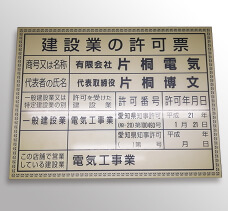 建設業の許可票
商号又は名称 有限会社 片桐電気
代表者の氏名 代表取締役 片桐博文
一般建設業又は特定建設業の別 許可を受けた建設業 許可番号 許可年月日
一般建設業 電気工事業 愛知県知事許可 平成 21年 1月21日
愛知県知事許可 平成 年
第 号 月 日
この店舗で営業している建設業 電気工事業